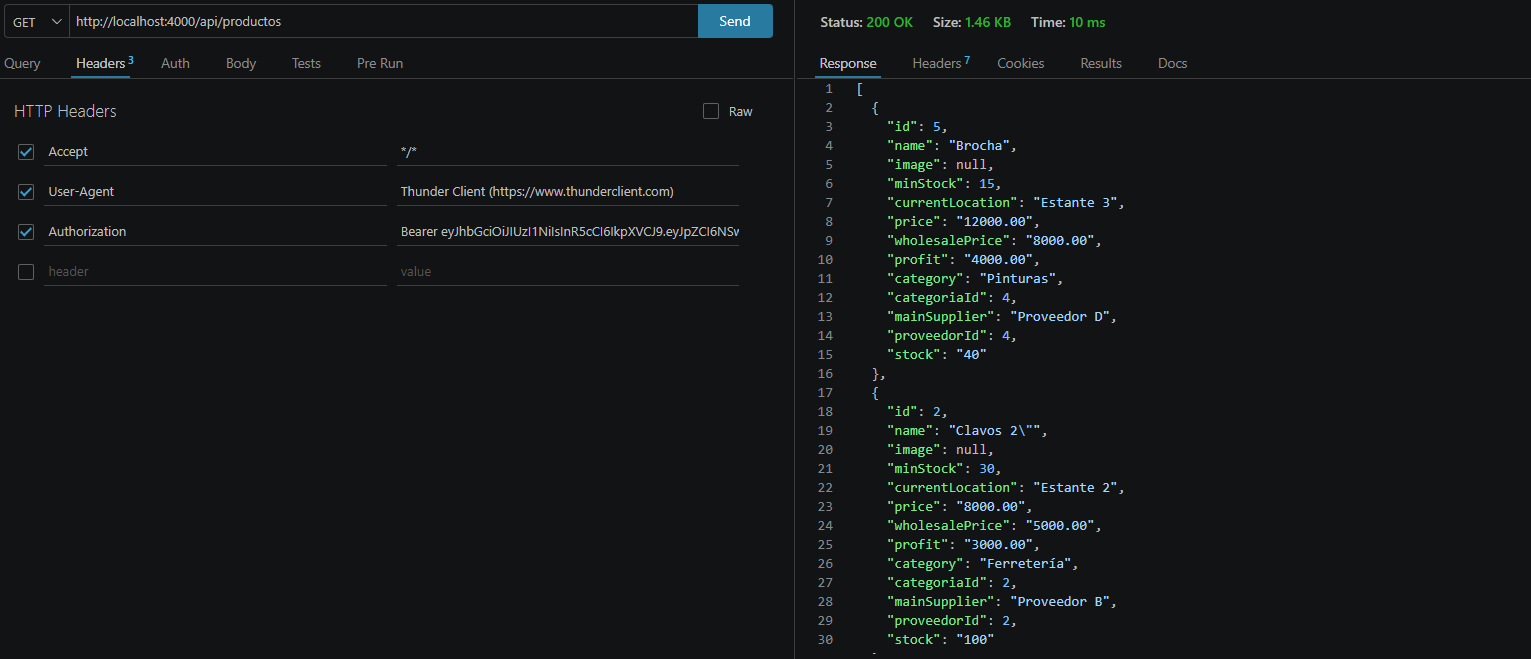 GET http://localhost:4000/api/productos Send
Query Headers 3 Auth Body Tests Pre Run
HTTP Headers Raw
Accept */*
User-Agent Thunder Client (https://www.thunderclient.com)
Authorization Bearer eyJhbGciOiJIUzI1NiIsInR5cCI6IkpXVCJ9.eyJpZCI6NSw
header value
Status: 200 OK Size: 1.46 KB Time: 10 ms
Response Headers 7 Cookies Results Docs
1 [
2 {
3 "id": 5,
4 "name": "Brocha",
5 "image": null,
6 "minStock": 15,
7 "currentLocation": "Estante 3",
8 "price": "12000.00",
9 "wholesalePrice": "8000.00",
10 "profit": "4000.00",
11 "category": "Pinturas",
12 "categoriaId": 4,
13 "mainSupplier": "Proveedor D",
14 "proveedorId": 4,
15 "stock": "40"
16 },
17 {
18 "id": 2,
19 "name": "Clavos 2\"",
20 "image": null,
21 "minStock": 30,
22 "currentLocation": "Estante 2",
23 "price": "8000.00",
24 "wholesalePrice": "5000.00",
25 "profit": "3000.00",
26 "category": "Ferretería",
27 "categoriaId": 2,
28 "mainSupplier": "Proveedor B",
29 "proveedorId": 2,
30 "stock": "100"